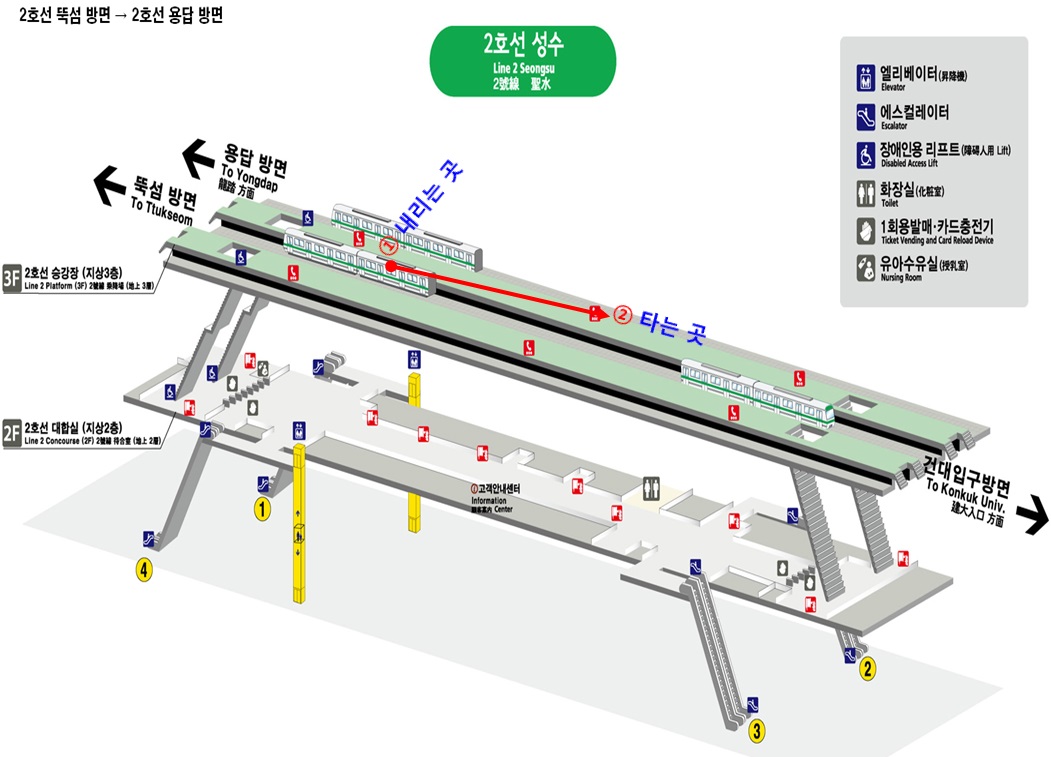 2호선 뚝섬 방면 → 2호선 용답 방면
2호선 성수
Line 2 Seongsu
2號線 聖水
엘리베이터(昇降機)
Elevator
에스컬레이터
Escalator
장애인용 리프트(障碍人用 Lift)
Disabled Access Lift
화장실(化粧室)
Toilet
1회용발매·카드충전기
Ticket Vending and Card Reload Device
유아수유실(授乳室)
Nursing Room
용답 방면
To Yongdap
龍踏 方面
뚝섬 방면
To Ttukseom
① 내리는 곳
② 타는 곳
3F
2호선 승강장 (지상3층)
Line 2 Platform (3F) 2號線 乘降場 (地上 3層)
2F
2호선 대합실 (지상2층)
Line 2 Concourse (2F) 2號線 待合室 (地上 2層)
고객안내센터
Information
顧客案內 Center
건대입구방면
To Konkuk Univ.
建大入口 方面
1
4
2
3